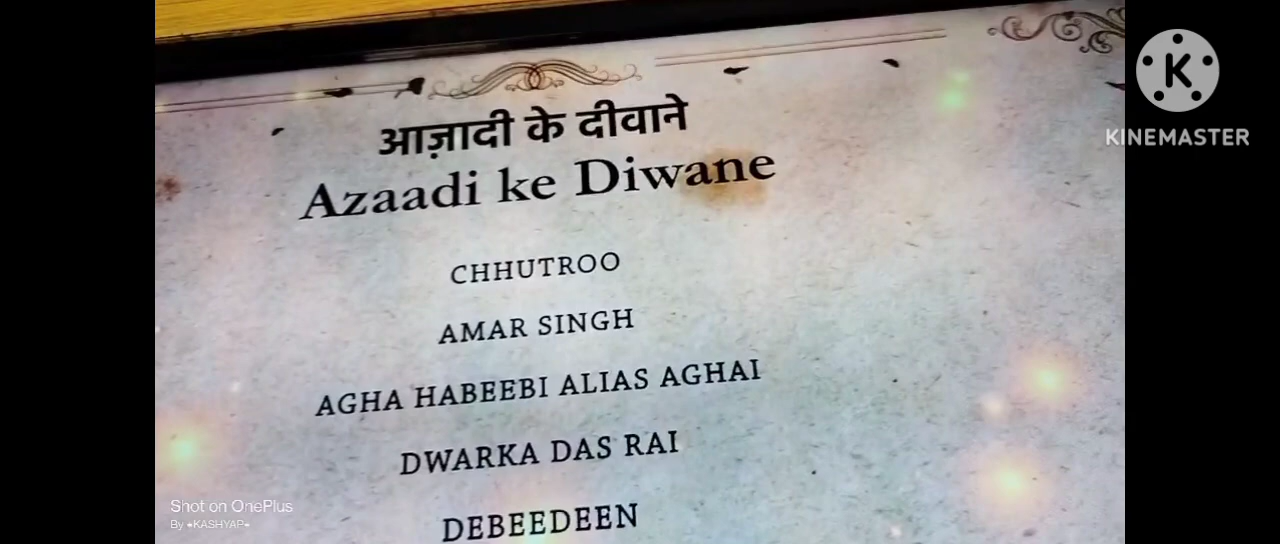 आज़ादी के दीवाने
Azaadi ke Diwane
CHHUTROO
AMAR SINGH
AGHA HABEEBI ALIAS AGHAI
DWARKA DAS RAI
DEBEEDEEN
K
KINEMASTER
Shot on OnePlus
By •KASHYAP•